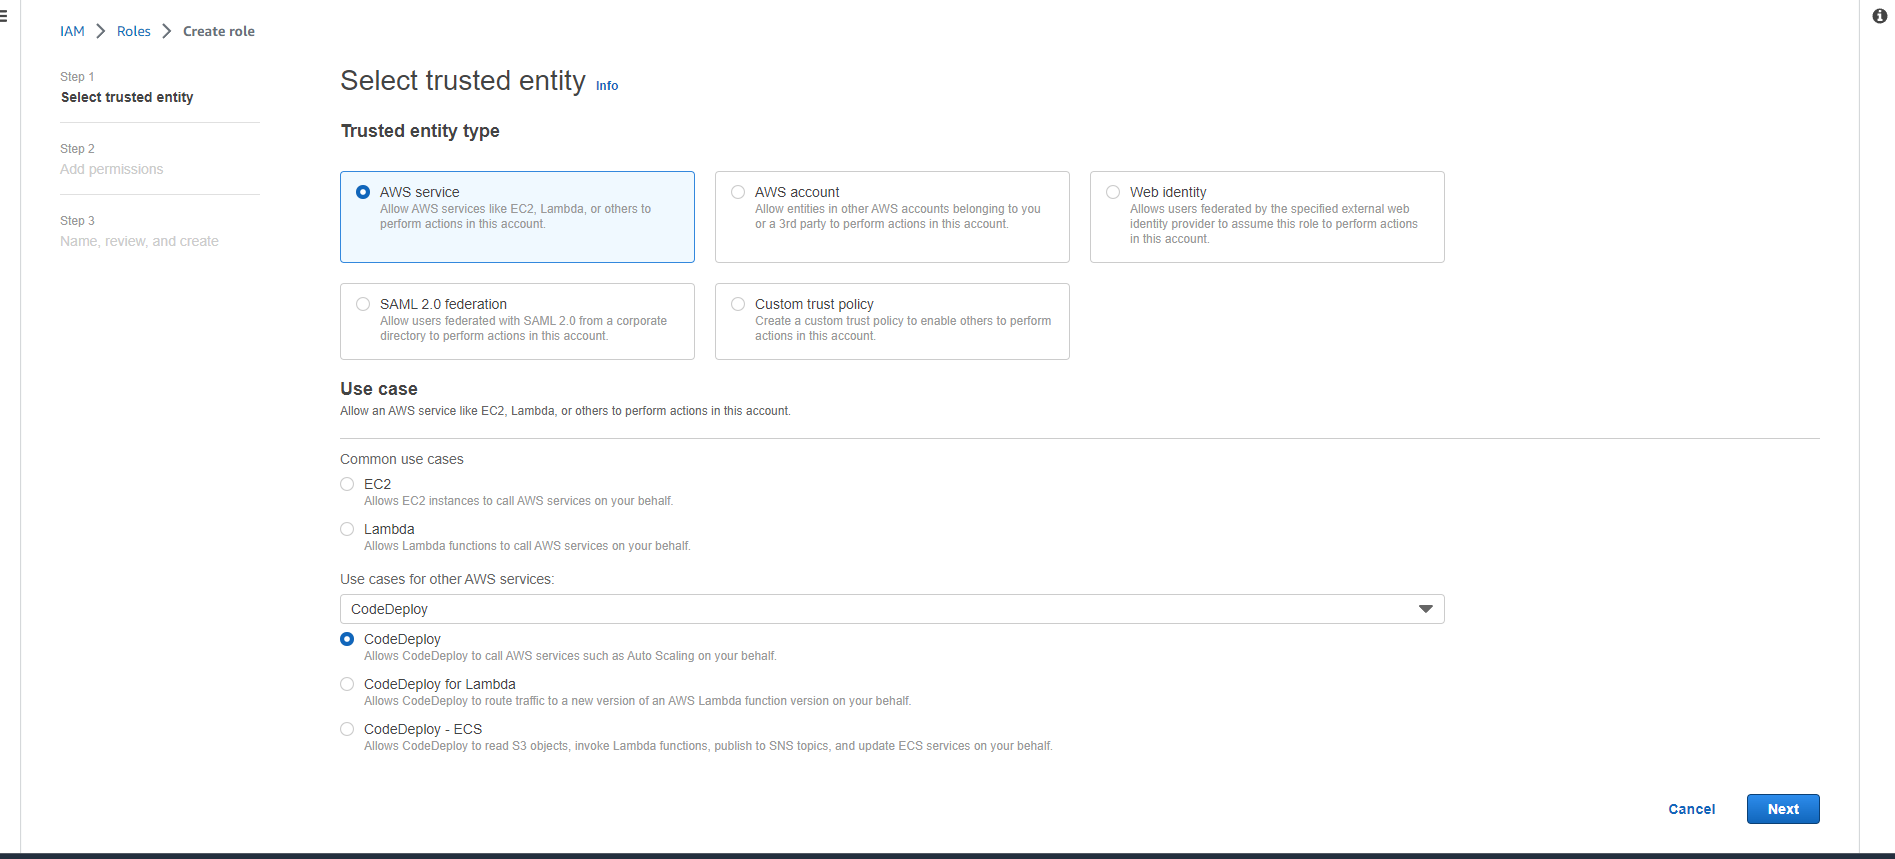 IAM > Roles > Create role
Step 1
Select trusted entity
Step 2
Add permissions
Step 3
Name, review, and create
Select trusted entity Info
Trusted entity type
AWS service
Allow AWS services like EC2, Lambda, or others to
perform actions in this account.
AWS account
Allow entities in other AWS accounts belonging to you
or a 3rd party to perform actions in this account.
Web identity
Allows users federated by the specified external web
identity provider to assume this role to perform actions
in this account.
SAML 2.0 federation
Allow users federated with SAML 2.0 from a corporate
directory to perform actions in this account.
Custom trust policy
Create a custom trust policy to enable others to perform
actions in this account.
Use case
Allow an AWS service like EC2, Lambda, or others to perform actions in this account.
Common use cases
EC2
Allows EC2 instances to call AWS services on your behalf.
Lambda
Allows Lambda functions to call AWS services on your behalf.
Use cases for other AWS services:
CodeDeploy
CodeDeploy
Allows CodeDeploy to call AWS services such as Auto Scaling on your behalf.
CodeDeploy for Lambda
Allows CodeDeploy to route traffic to a new version of an AWS Lambda function version on your behalf.
CodeDeploy - ECS
Allows CodeDeploy to read S3 objects, invoke Lambda functions, publish to SNS topics, and update ECS services on your behalf.
Cancel
Next